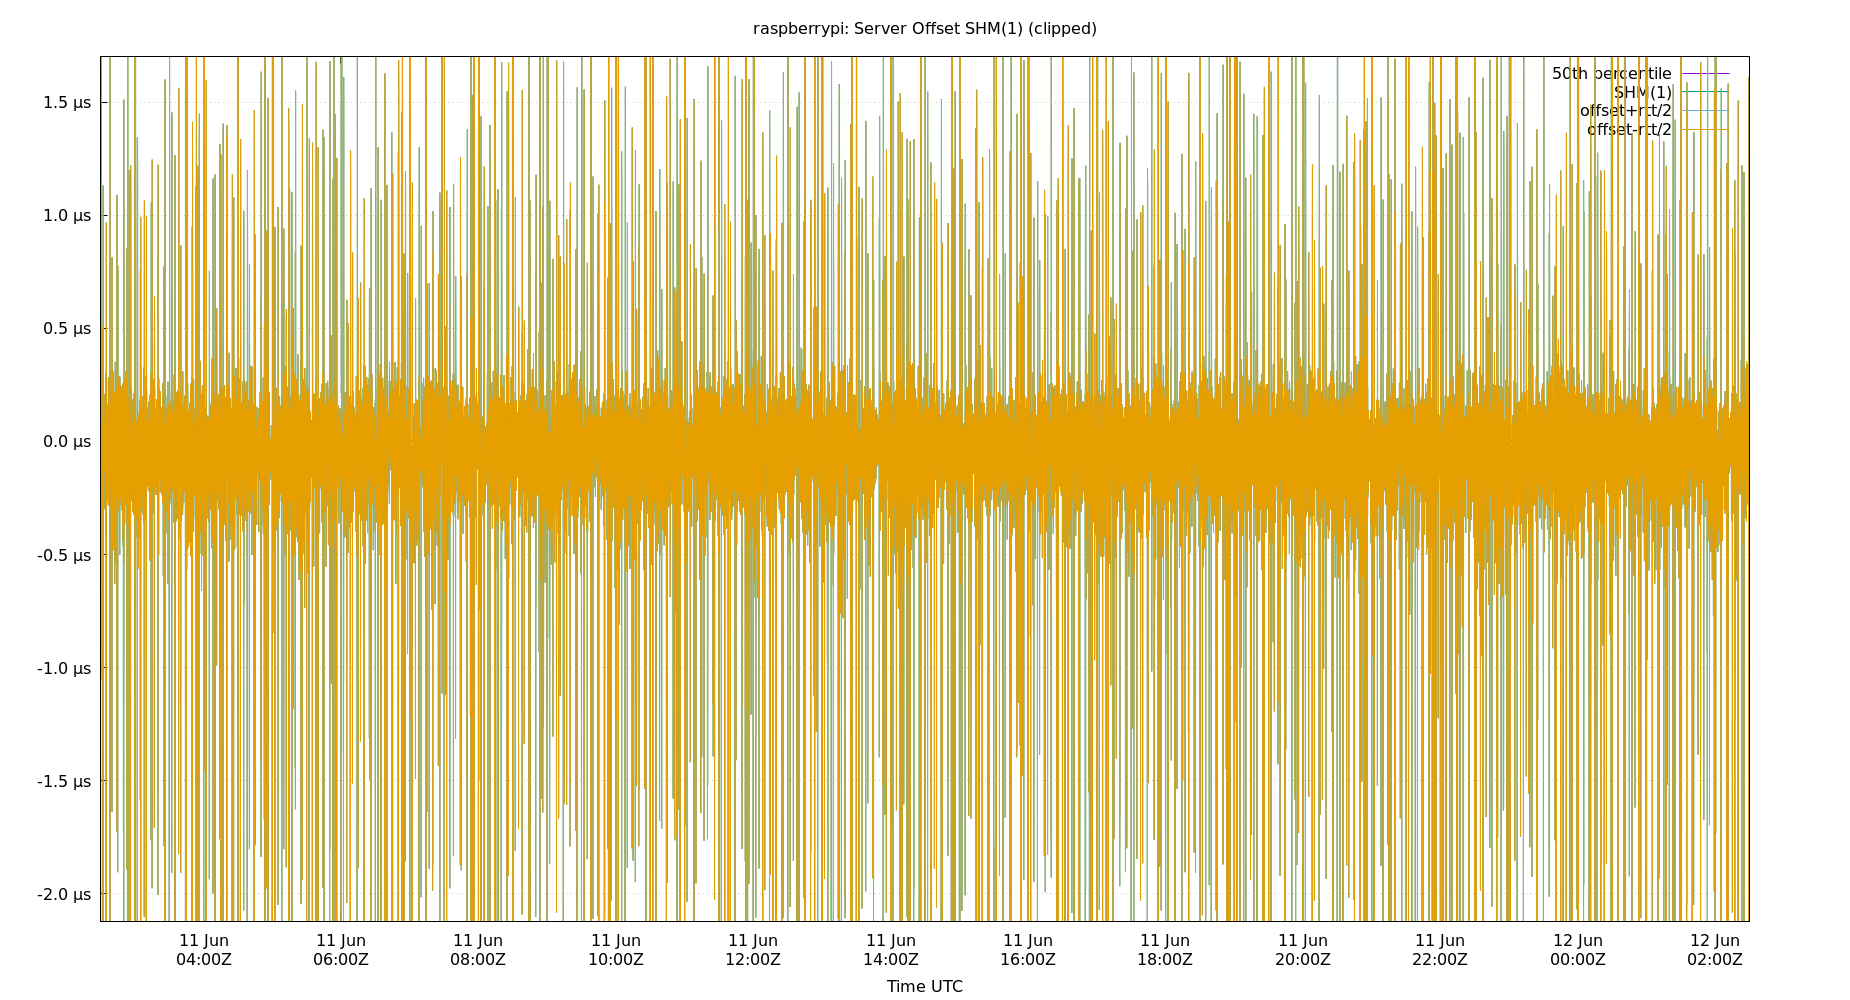 raspberrypi: Server Offset SHM(1) (clipped)
50th percentile
SHM(1)
offset+rtt/2
offset-rtt/2
1.5 µs
1.0 µs
0.5 µs
0.0 µs
-0.5 µs
-1.0 µs
-1.5 µs
-2.0 µs
11 Jun 11 Jun 11 Jun 11 Jun 11 Jun 11 Jun 11 Jun 11 Jun 11 Jun 11 Jun 12 Jun 12 Jun
04:00Z 06:00Z 08:00Z 10:00Z 12:00Z 14:00Z 16:00Z 18:00Z 20:00Z 22:00Z 00:00Z 02:00Z
Time UTC